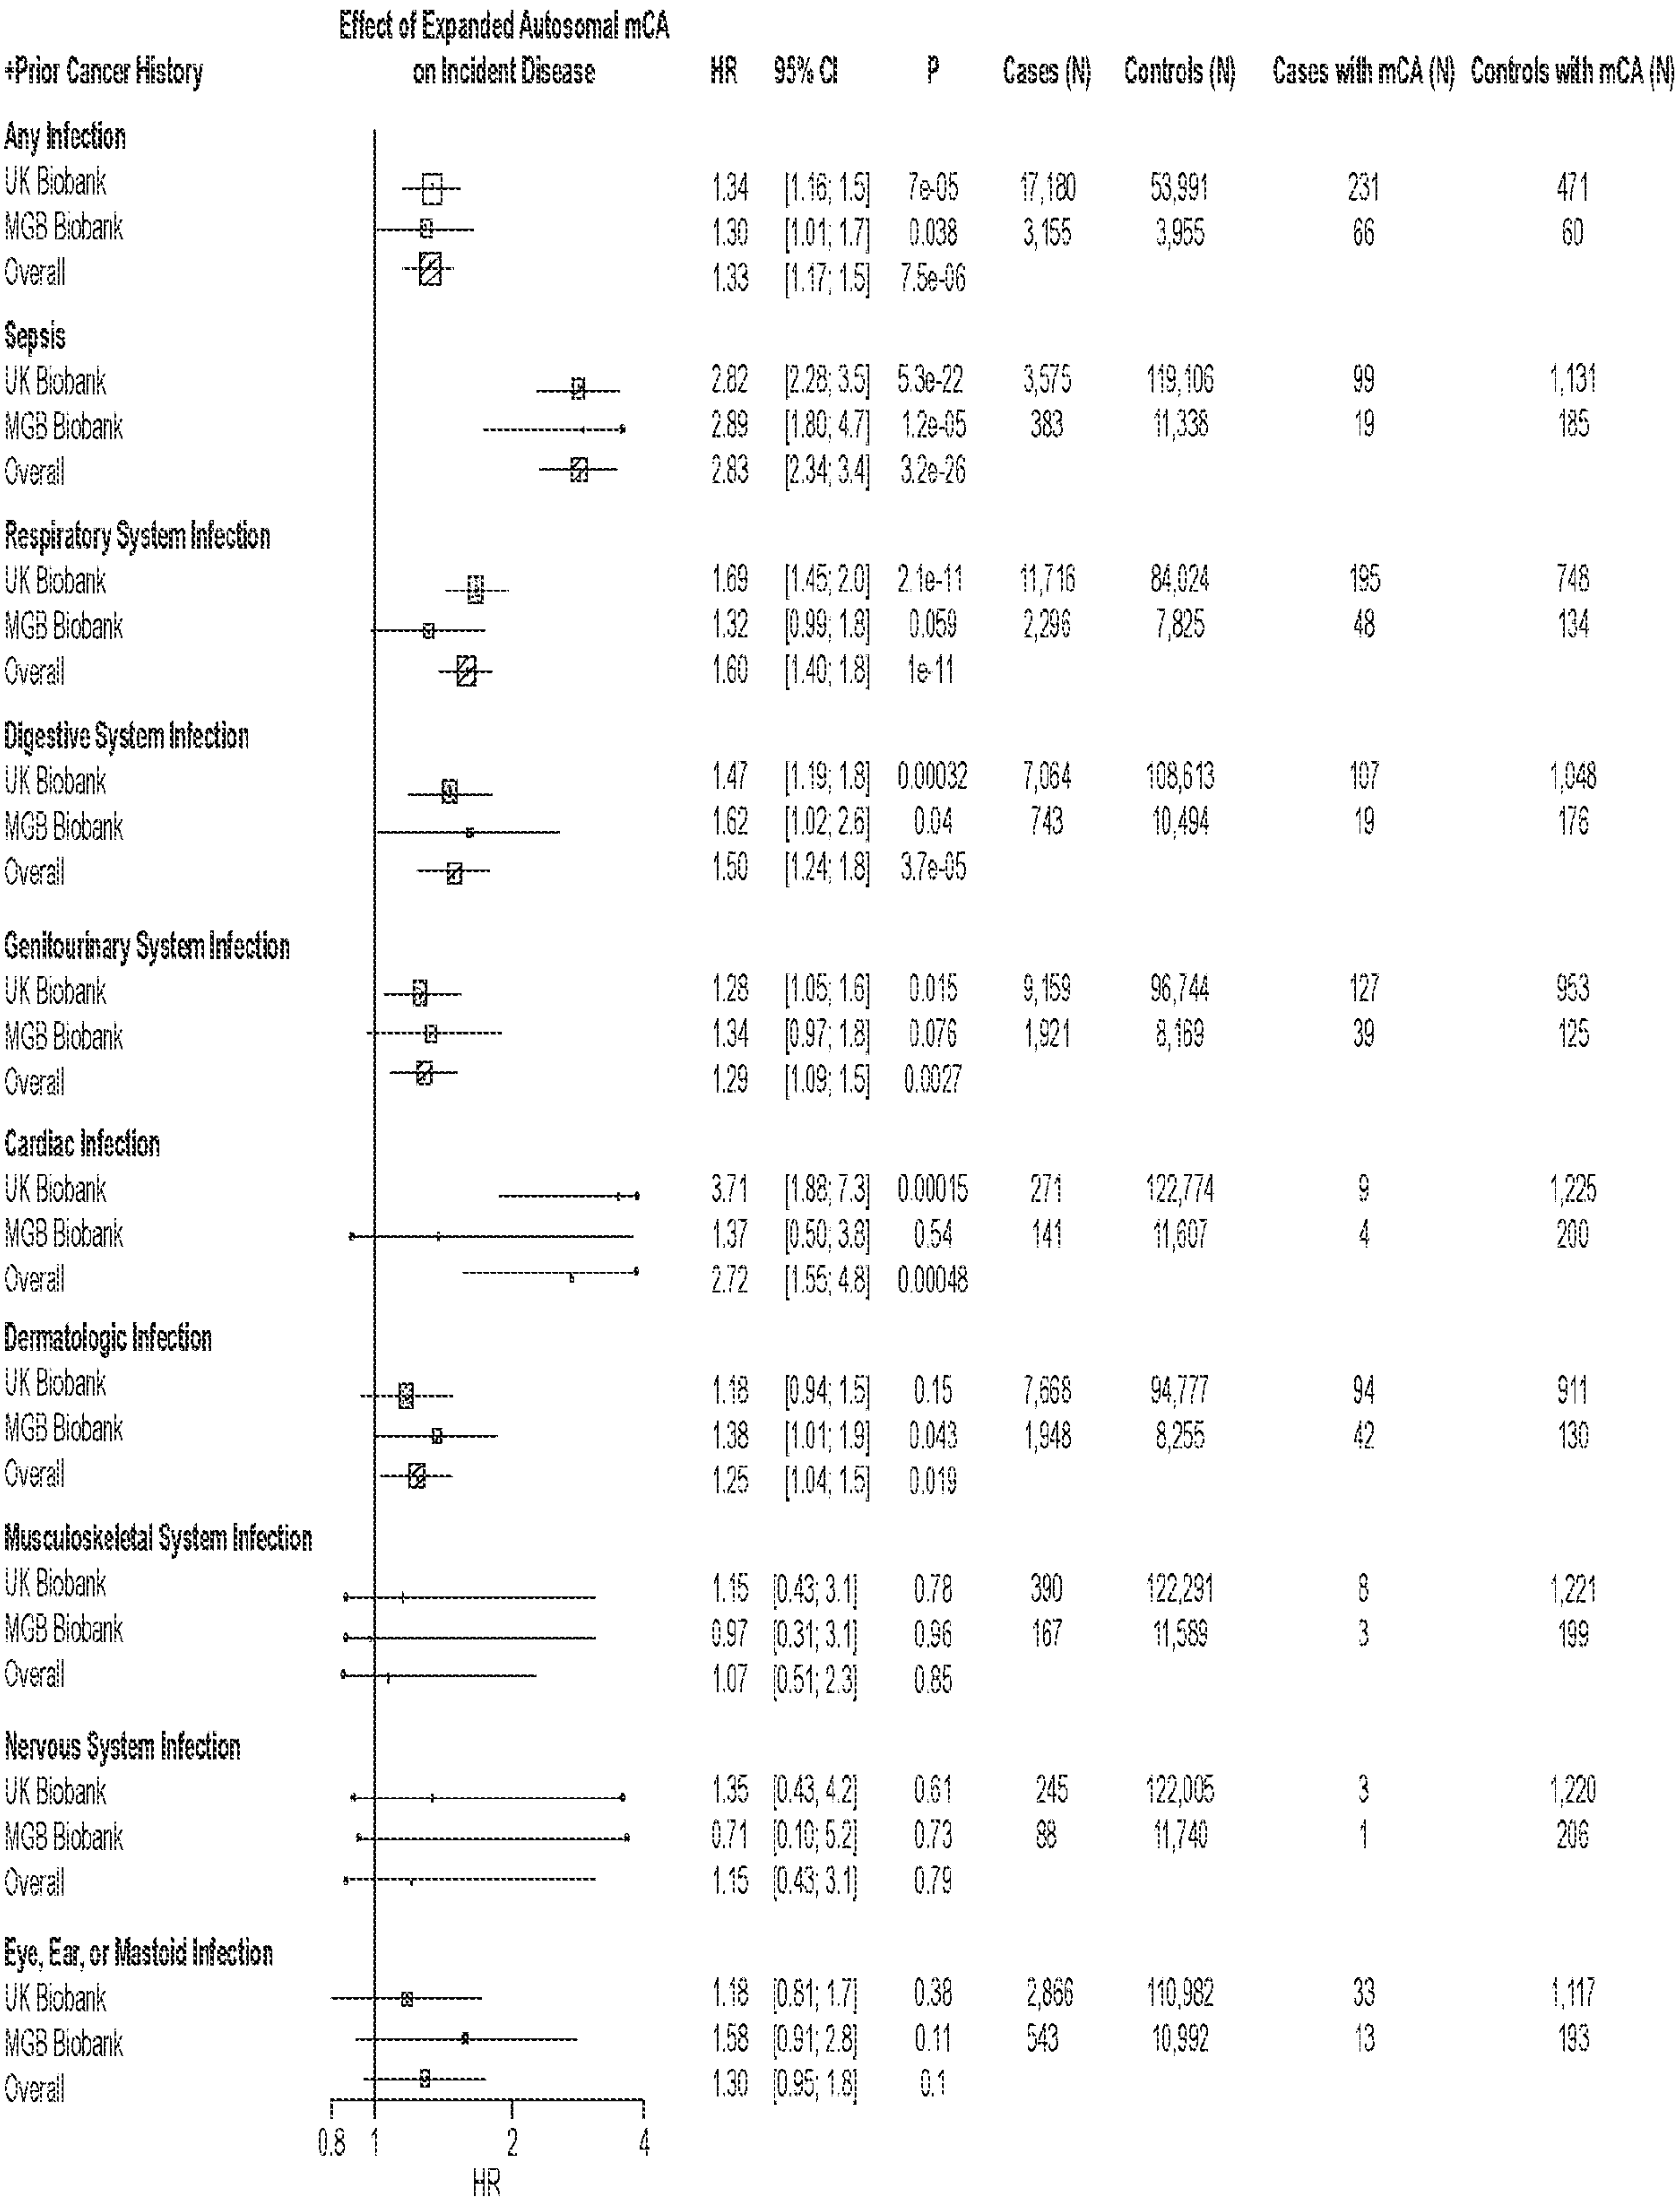 Effect of Expanded Autosomal mCA
+Prior Cancer History on Incident Disease HR 95% CI P Cases (N) Controls (N) Cases with mCA (N) Controls with mCA (N)
Any Infection
UK Biobank 1.34 [1.16; 1.5] 7e-05 17,180 53,991 231 471
MGB Biobank 1.30 [1.01; 1.7] 0.038 3,155 3,955 66 60
Overall 1.33 [1.17; 1.5] 7.5e-06
Sepsis
UK Biobank 2.82 [2.28; 3.5] 5.3e-22 3,575 119,106 99 1,131
MGB Biobank 2.89 [1.80; 4.7] 1.2e-05 383 11,338 19 185
Overall 2.83 [2.34; 3.4] 3.2e-26
Respiratory System Infection
UK Biobank 1.69 [1.45; 2.0] 2.1e-11 11,716 84,024 195 748
MGB Biobank 1.32 [0.99; 1.8] 0.059 2,296 7,825 48 134
Overall 1.60 [1.40; 1.8] 1e-11
Digestive System Infection
UK Biobank 1.47 [1.19; 1.8] 0.00032 7,064 108,613 107 1,048
MGB Biobank 1.62 [1.02; 2.6] 0.04 743 10,494 19 176
Overall 1.50 [1.24; 1.8] 3.7e-05
Genitourinary System Infection
UK Biobank 1.28 [1.05; 1.6] 0.015 9,159 96,744 127 953
MGB Biobank 1.34 [0.97; 1.8] 0.076 1,921 8,169 39 125
Overall 1.29 [1.09; 1.5] 0.0027
Cardiac Infection
UK Biobank 3.71 [1.88; 7.3] 0.00015 271 122,774 9 1,225
MGB Biobank 1.37 [0.50; 3.8] 0.54 141 11,607 4 200
Overall 2.72 [1.55; 4.8] 0.00048
Dermatologic Infection
UK Biobank 1.18 [0.94; 1.5] 0.15 7,668 94,777 94 911
MGB Biobank 1.38 [1.01; 1.9] 0.043 1,948 8,255 42 130
Overall 1.25 [1.04; 1.5] 0.019
Musculoskeletal System Infection
UK Biobank 1.15 [0.43; 3.1] 0.78 390 122,291 8 1,221
MGB Biobank 0.97 [0.31; 3.1] 0.96 167 11,589 3 199
Overall 1.07 [0.51; 2.3] 0.85
Nervous System Infection
UK Biobank 1.35 [0.43; 4.2] 0.61 245 122,005 3 1,220
MGB Biobank 0.71 [0.10; 5.2] 0.73 88 11,740 1 206
Overall 1.15 [0.43; 3.1] 0.79
Eye, Ear, or Mastoid Infection
UK Biobank 1.18 [0.81; 1.7] 0.38 2,866 110,982 33 1,117
MGB Biobank 1.58 [0.91; 2.8] 0.11 543 10,992 13 193
Overall 1.30 [0.95; 1.8] 0.1
0.8 1 2 4
HR